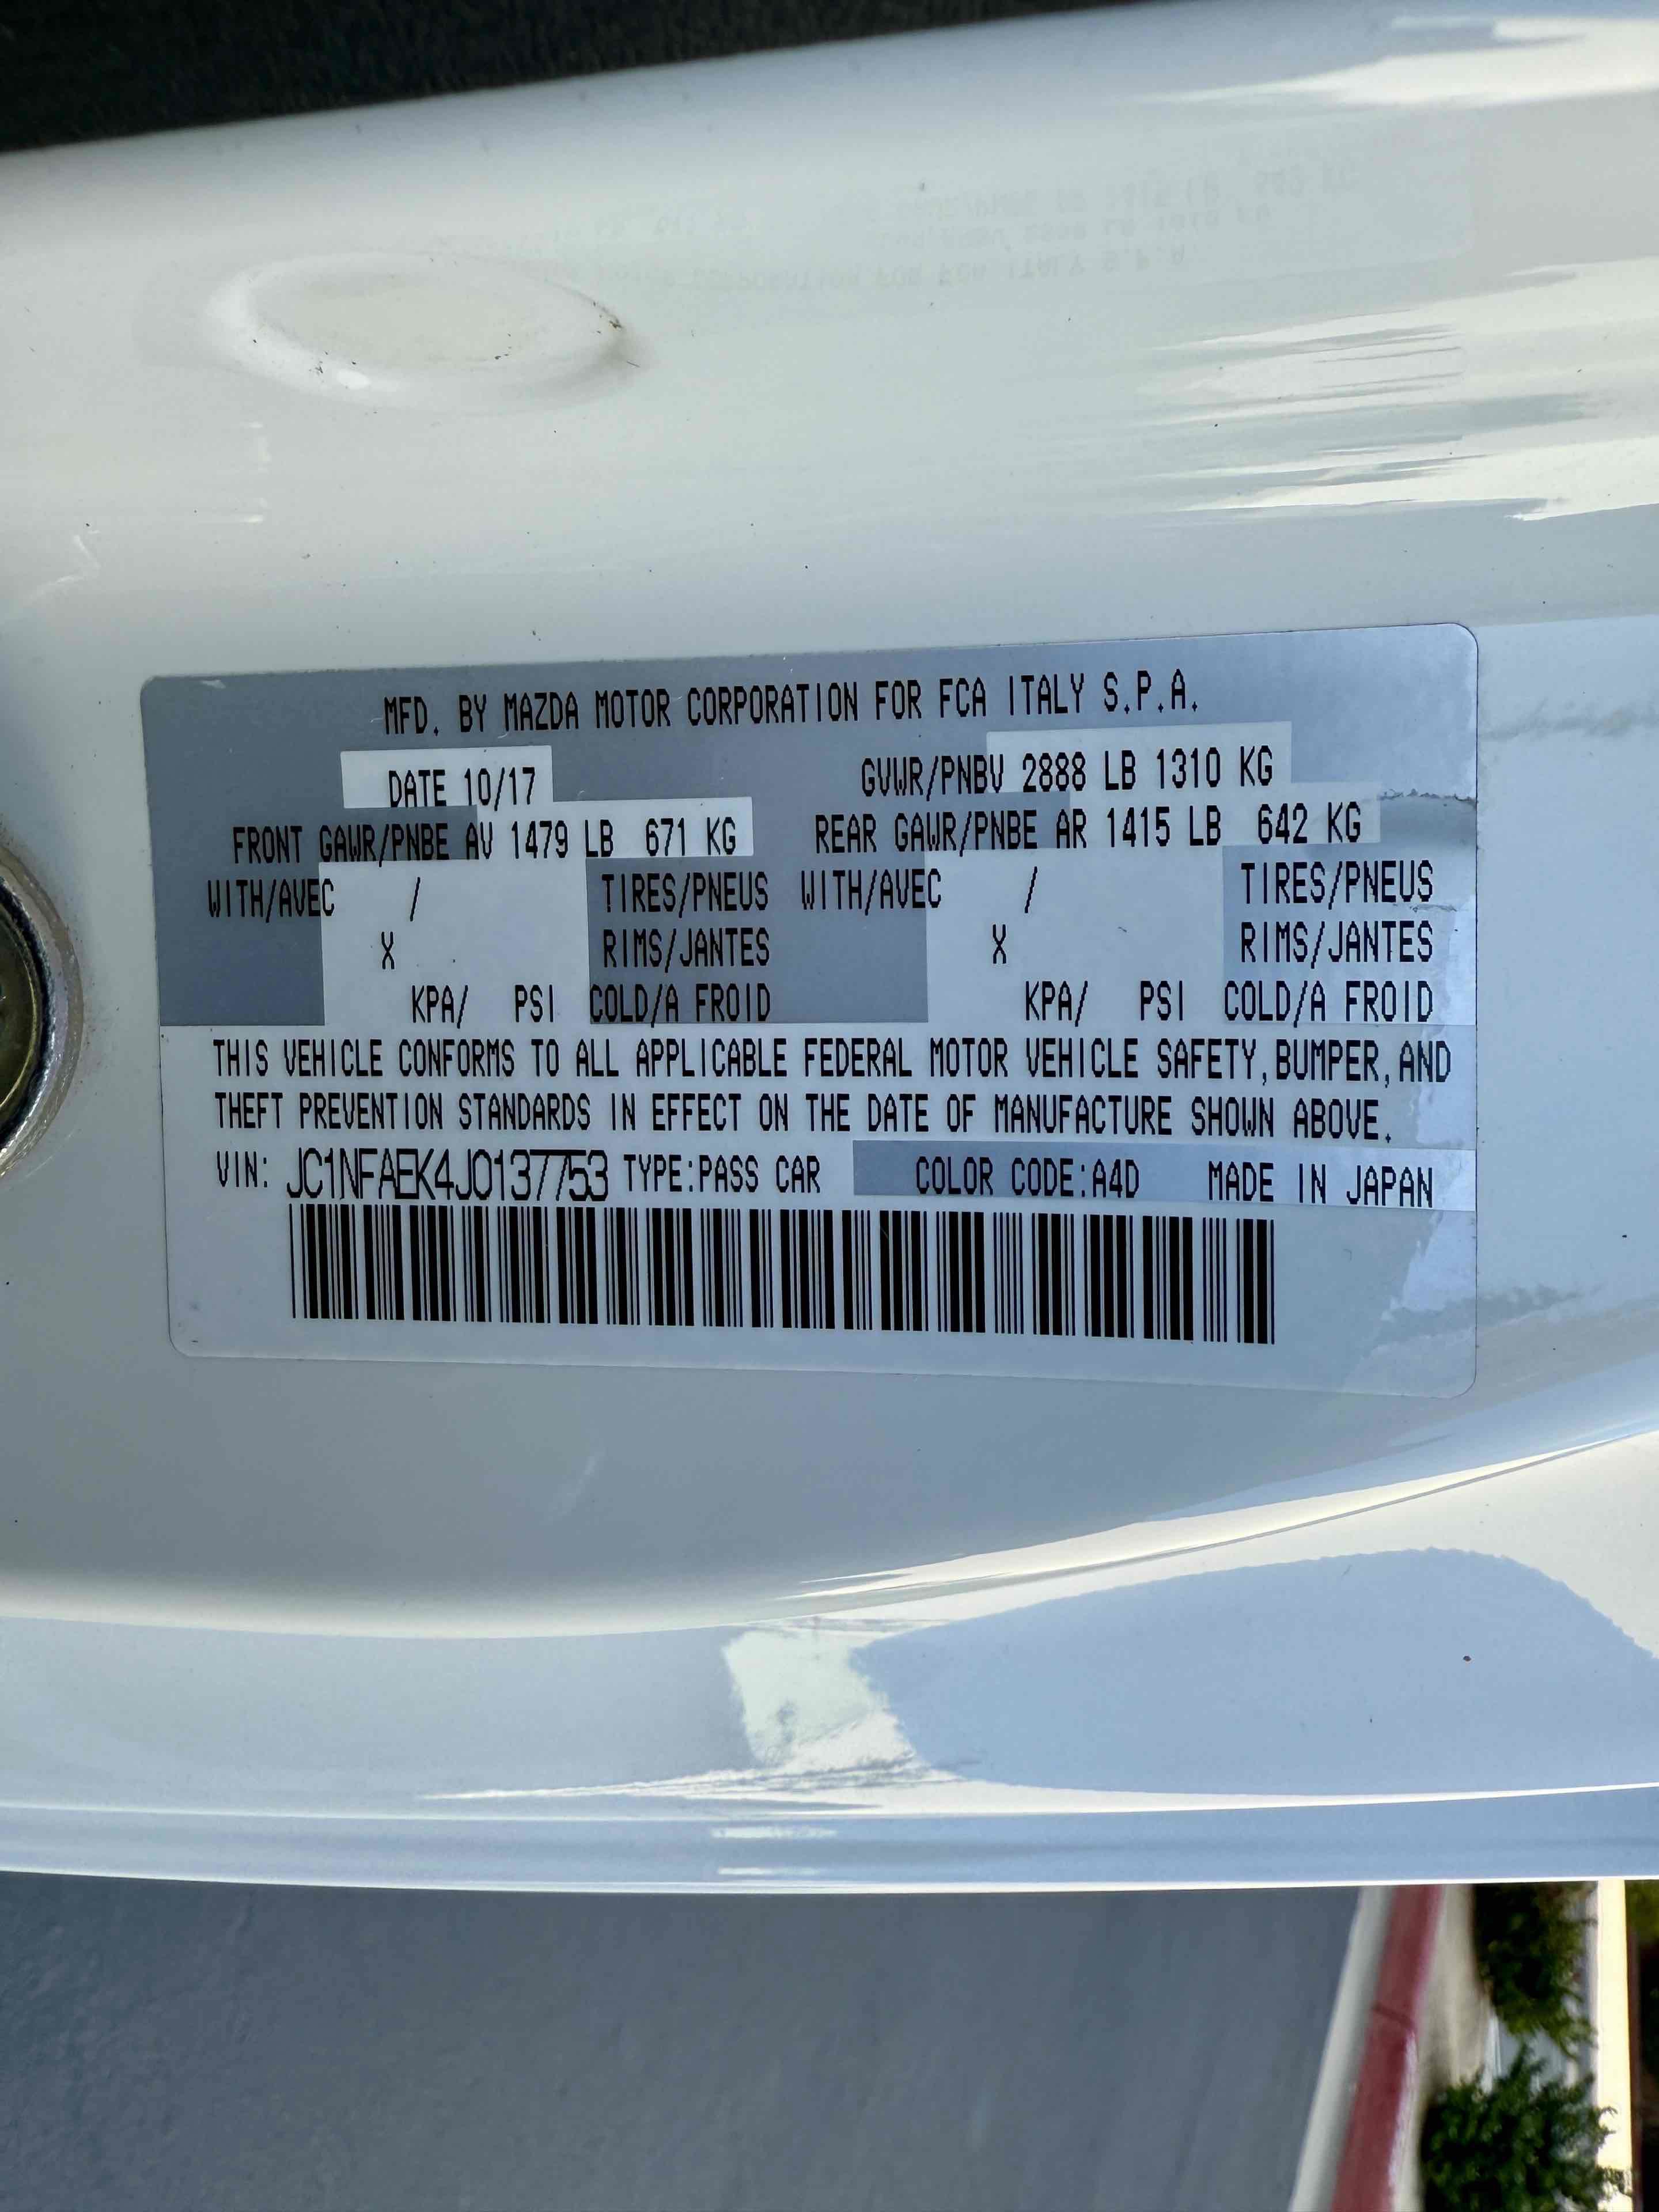 MFD. BY MAZDA MOTOR CORPORATION FOR FCA ITALY S.P.A.
DATE 10/17 GVWR/PNBV 2888 LB 1310 KG
FRONT GAWR/PNBE AV 1479 LB 671 KG REAR GAWR/PNBE AR 1415 LB 642 KG
WITH/AVEC / TIRES/PNEUS WITH/AVEC / TIRES/PNEUS
X RIMS/JANTES X RIMS/JANTES
KPA/ PSI COLD/A FROID KPA/ PSI COLD/A FROID
THIS VEHICLE CONFORMS TO ALL APPLICABLE FEDERAL MOTOR VEHICLE SAFETY, BUMPER, AND
THEFT PREVENTION STANDARDS IN EFFECT ON THE DATE OF MANUFACTURE SHOWN ABOVE.
VIN: JC1NFAEK4J0137753 TYPE:PASS CAR COLOR CODE:A4D MADE IN JAPAN